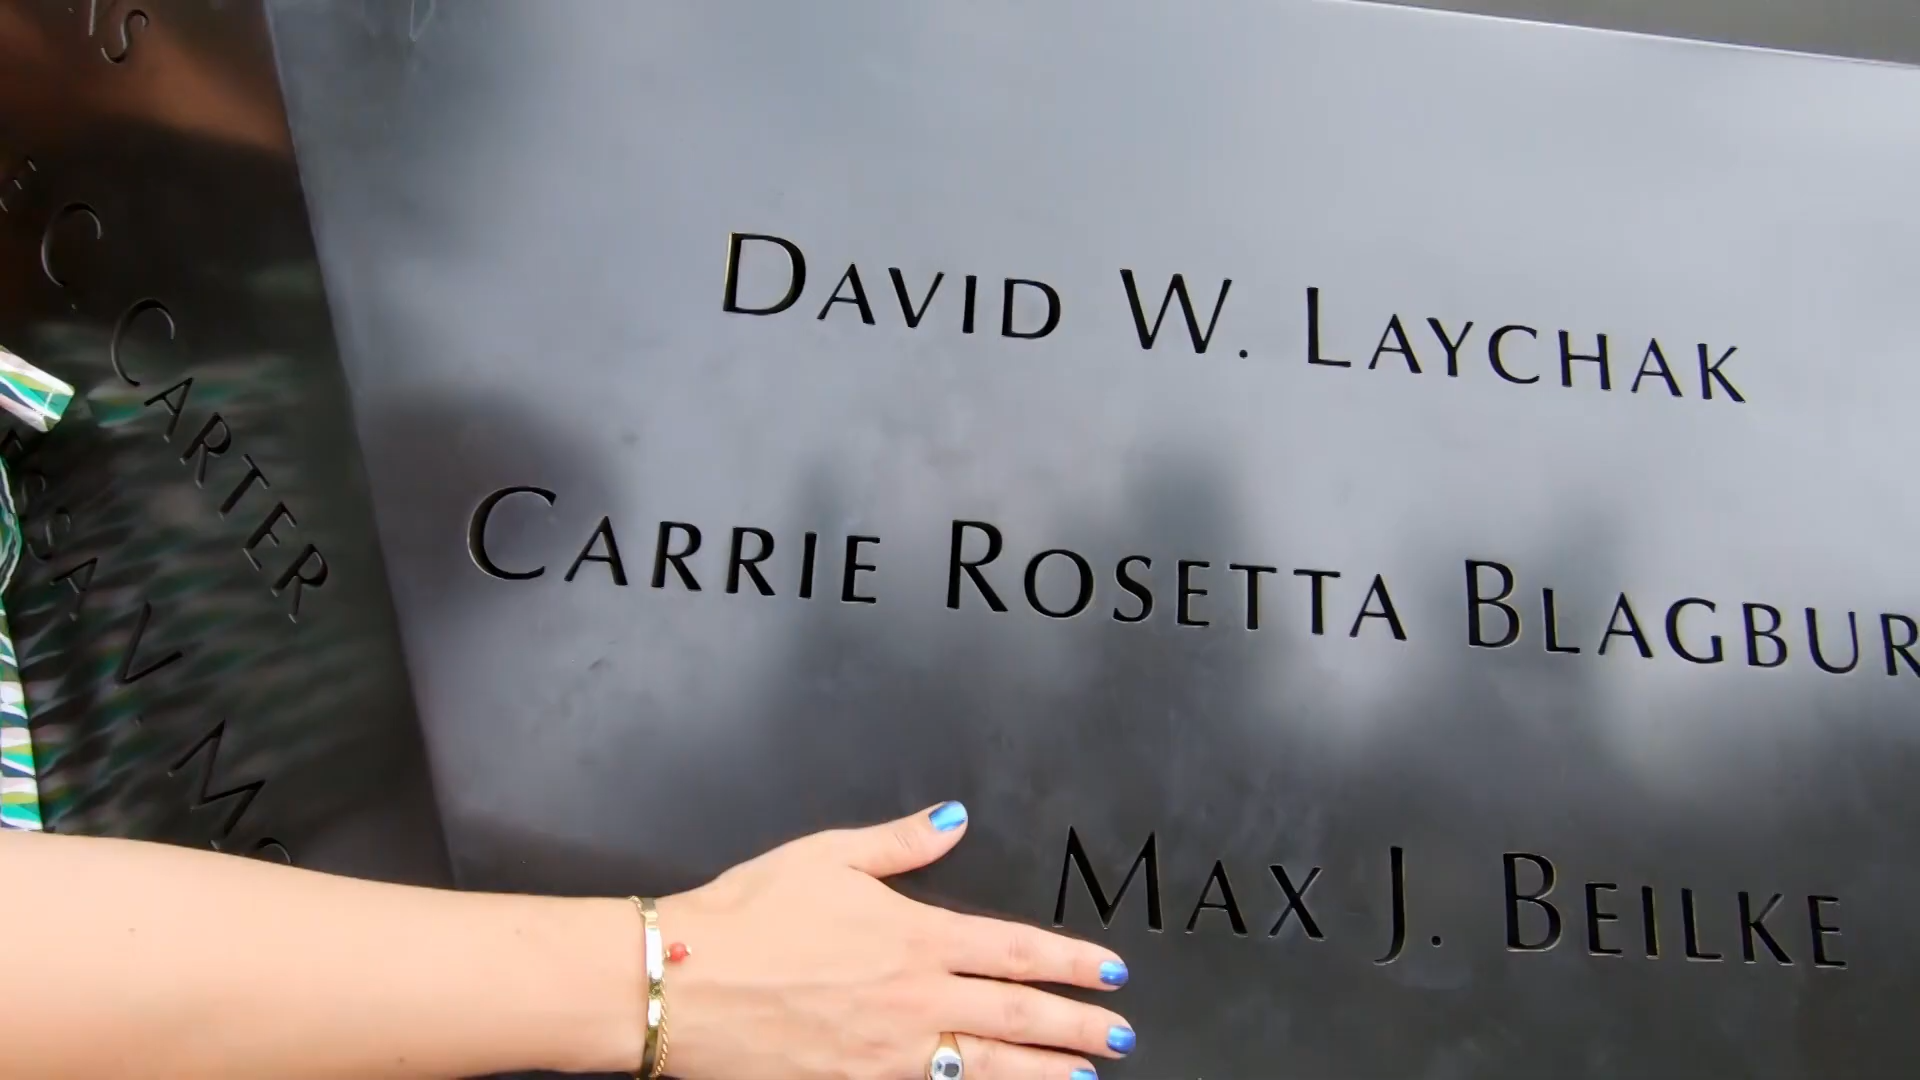 C. CARTER
DAVID W. LAYCHAK
CARRIE ROSETTA BLAGBUR
MAX J. BEILKE